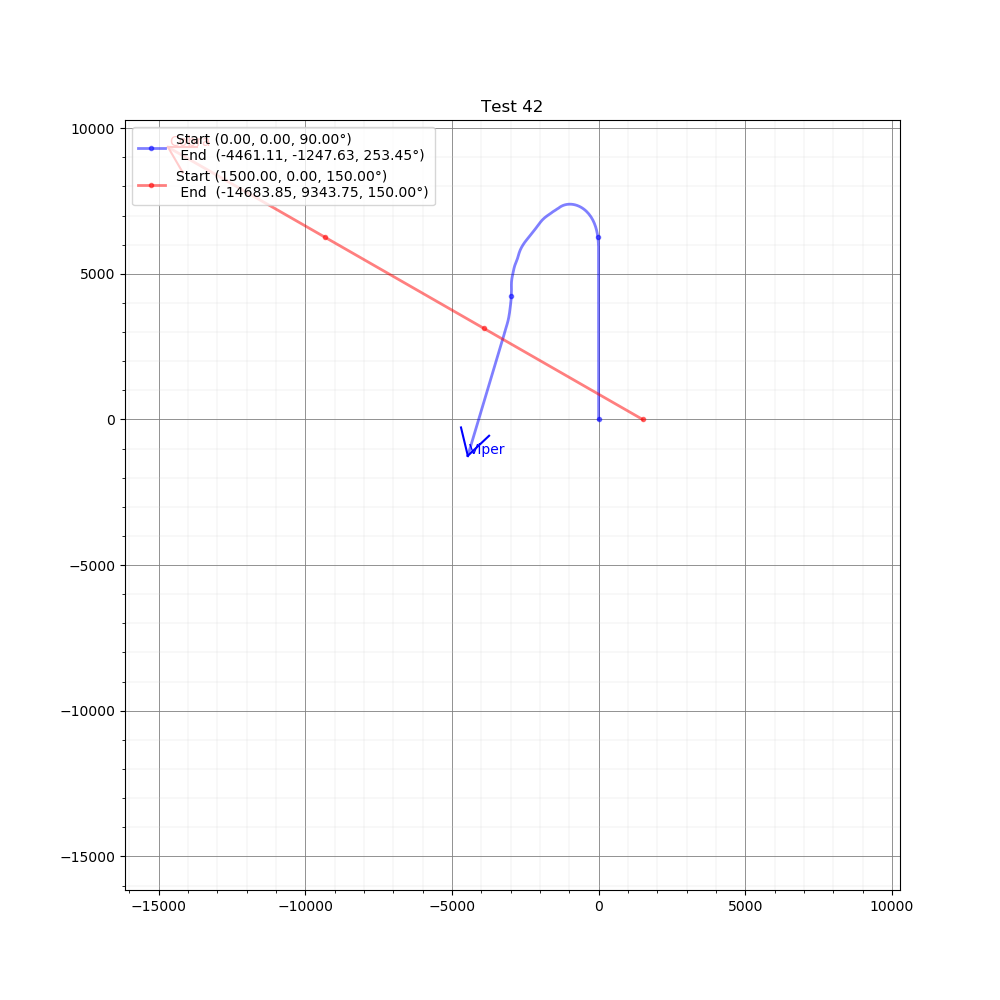 Test 42
Start (0.00, 0.00, 90.00°)
End (-4461.11, -1247.63, 253.45°)
Start (1500.00, 0.00, 150.00°)
End (-14683.85, 9343.75, 150.00°)
10000
5000
0
−5000
−10000
−15000
Viper
−15000
−10000
−5000
0
5000
10000